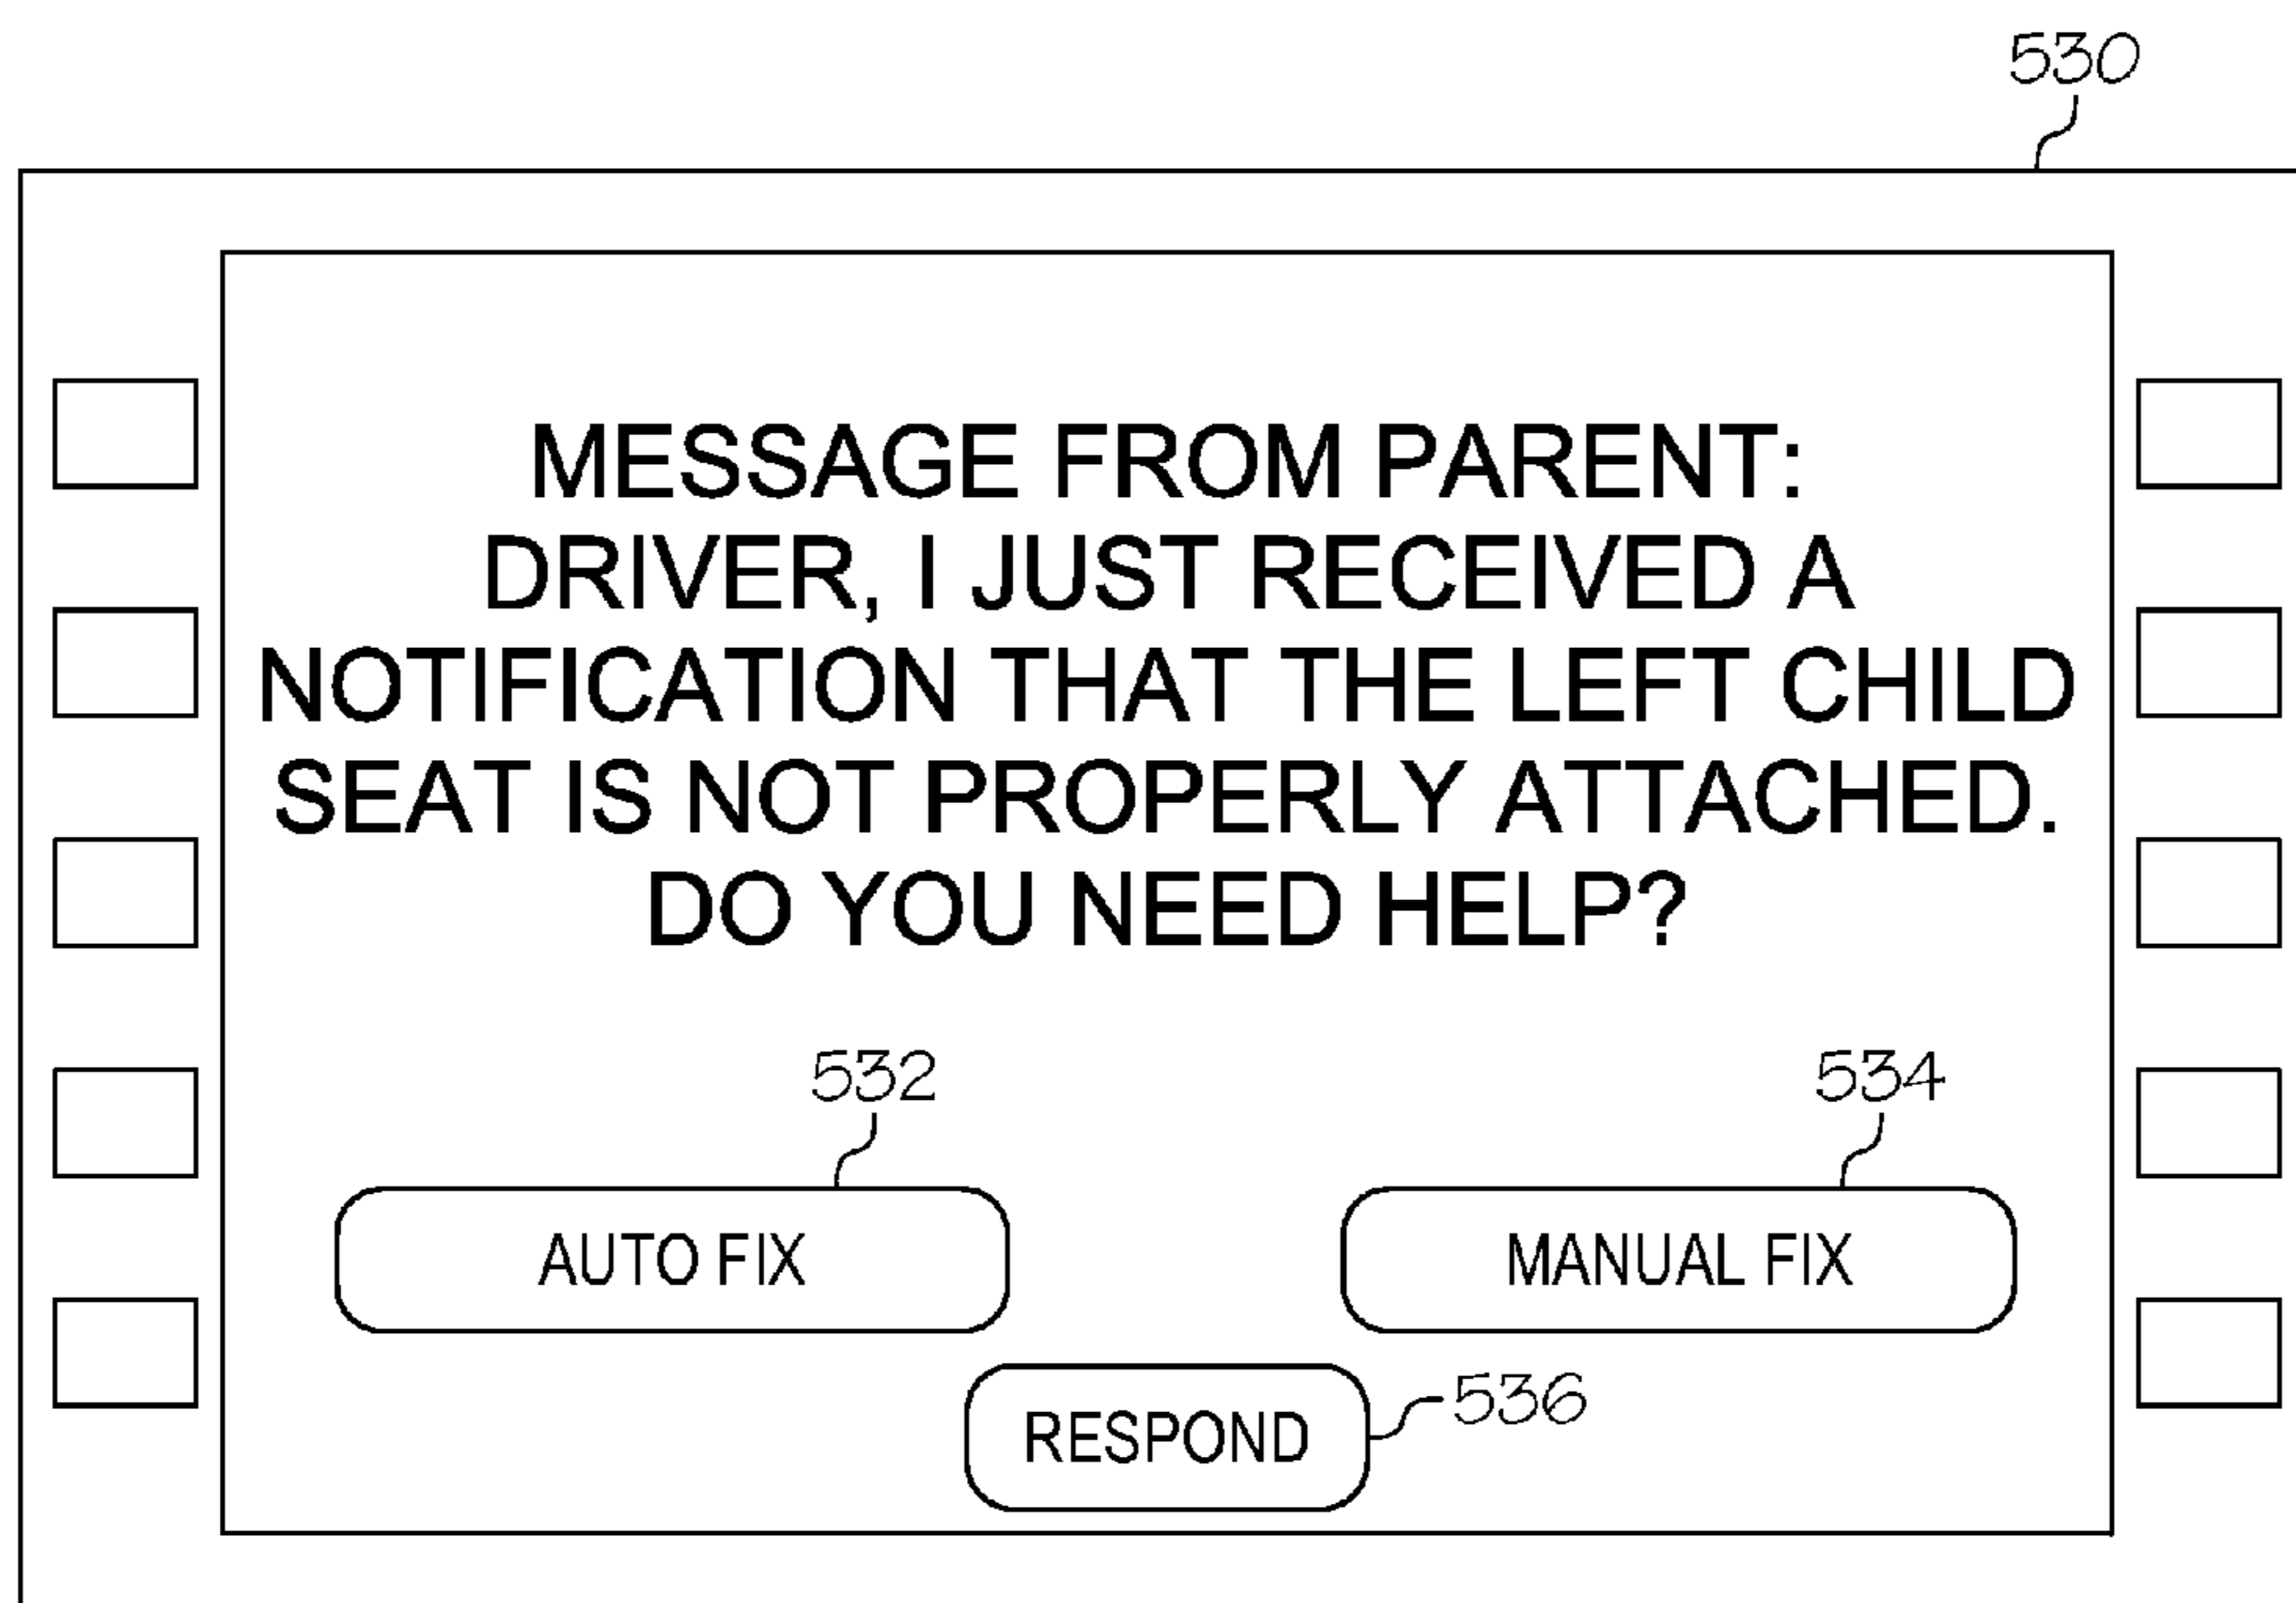 530
MESSAGE FROM PARENT:
DRIVER, I JUST RECEIVED A
NOTIFICATION THAT THE LEFT CHILD
SEAT IS NOT PROPERLY ATTACHED.
DO YOU NEED HELP?
532
534
AUTO FIX
MANUAL FIX
RESPOND
536